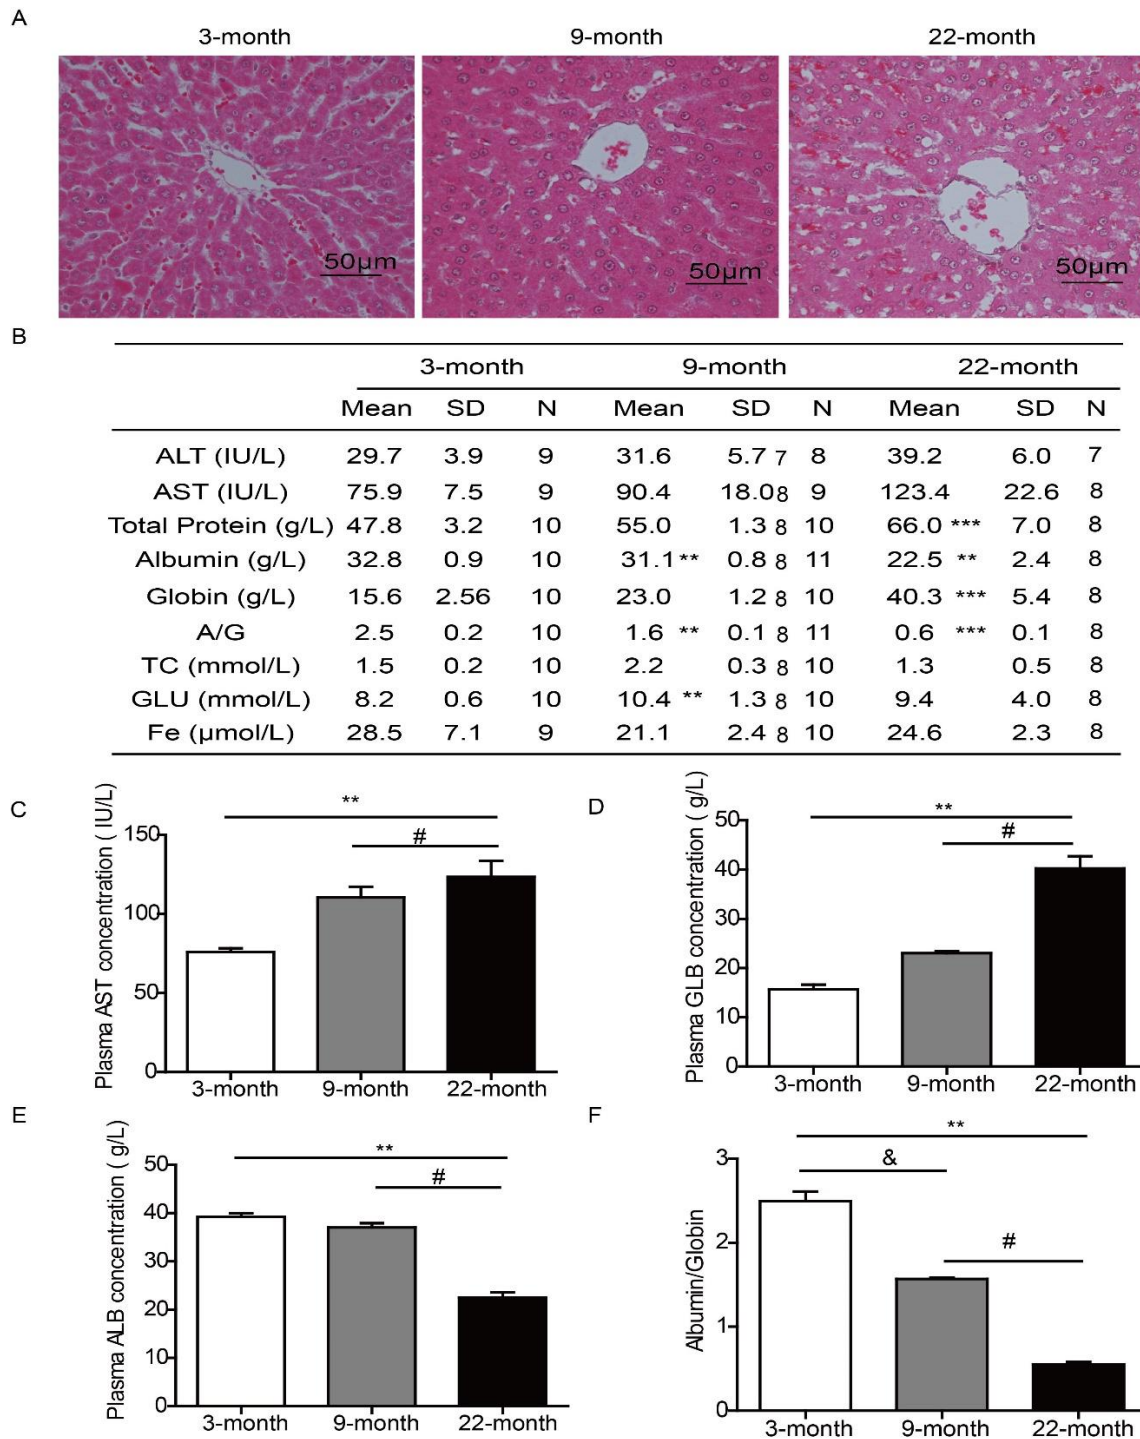 A
3-month 9-month 22-month
50μm 50μm 50μm
B
3-month 9-month 22-month
Mean SD N Mean SD N Mean SD N
ALT (IU/L) 29.7 3.9 9 31.6 5.7 7 8 39.2 6.0 7
AST (IU/L) 75.9 7.5 9 90.4 18.0 8 9 123.4 22.6 8
Total Protein (g/L) 47.8 3.2 10 55.0 1.3 8 10 66.0 *** 7.0 8
Albumin (g/L) 32.8 0.9 10 31.1 ** 0.8 8 11 22.5 ** 2.4 8
Globin (g/L) 15.6 2.56 10 23.0 1.2 8 10 40.3 *** 5.4 8
A/G 2.5 0.2 10 1.6 ** 0.1 8 11 0.6 *** 0.1 8
TC (mmol/L) 1.5 0.2 10 2.2 0.3 8 10 1.3 0.5 8
GLU (mmol/L) 8.2 0.6 10 10.4 ** 1.3 8 10 9.4 4.0 8
Fe (μmol/L) 28.5 7.1 9 21.1 2.4 8 10 24.6 2.3 8
C
Plasma AST concentration ( IU/L)
150
100
50
0
**
#
3-month 9-month 22-month
D
Plasma GLB concentration ( g/L)
50
40
30
20
10
0
**
#
3-month 9-month 22-month
E
Plasma ALB concentration ( g/L)
50
40
30
20
10
0
**
#
3-month 9-month 22-month
F
Albumin/Globin
3
2
1
0
**
&
#
3-month 9-month 22-month